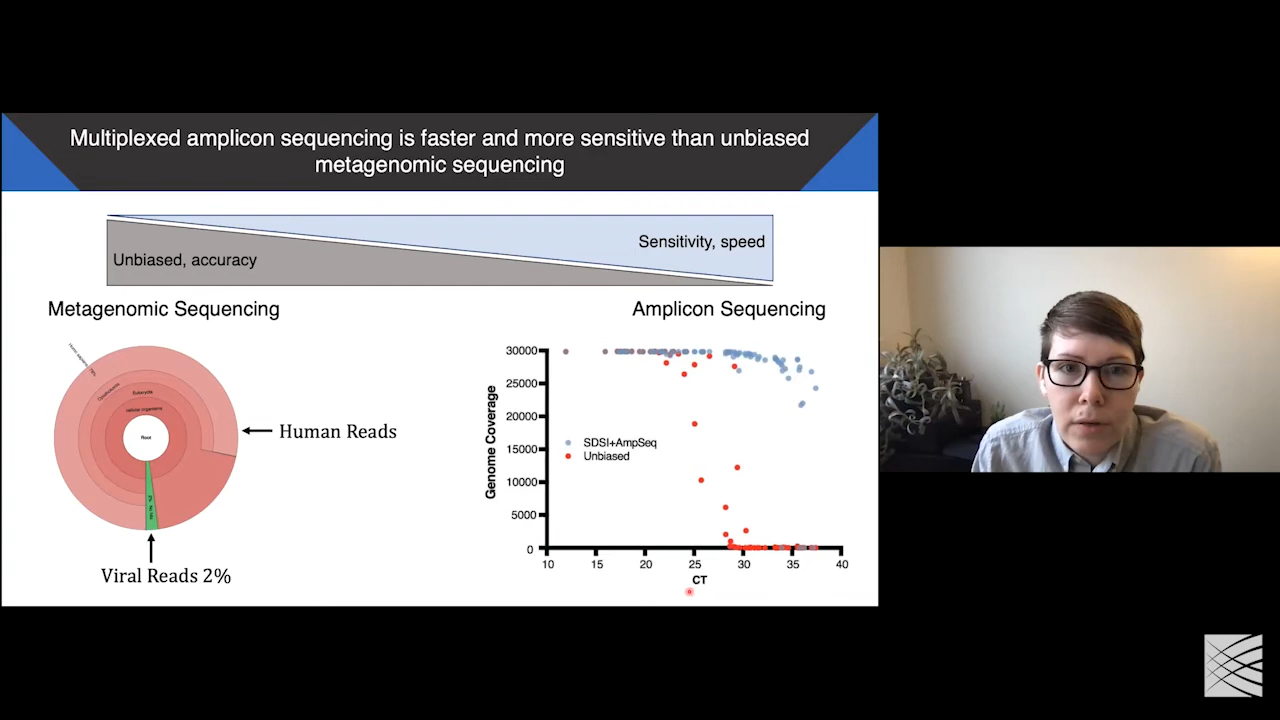 Multiplexed amplicon sequencing is faster and more sensitive than unbiased
metagenomic sequencing
Sensitivity, speed
Unbiased, accuracy
Metagenomic Sequencing
Amplicon Sequencing
Eukaryota
cellular organisms
Root
Human Reads
Viral Reads 2%
Genome Coverage
30000
25000
20000
15000
10000
5000
0
SDSI+AmpSeq
Unbiased
10 15 20 25 30 35 40
CT